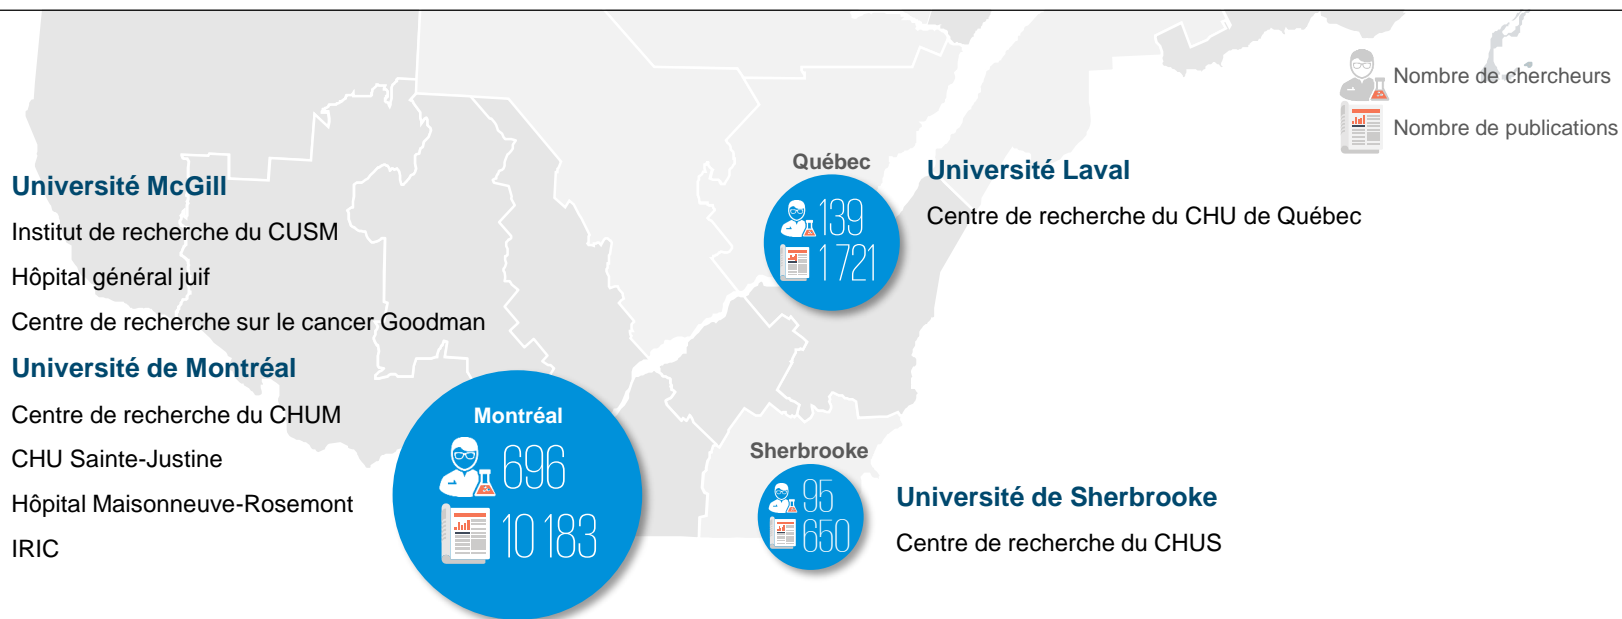 Nombre de chercheurs
Nombre de publications
Université McGill
Institut de recherche du CUSM
Hôpital général juif
Centre de recherche sur le cancer Goodman
Université de Montréal
Centre de recherche du CHUM
CHU Sainte-Justine
Hôpital Maisonneuve-Rosemont
IRIC
Montréal
696
10 183
Québec
139
1 721
Université Laval
Centre de recherche du CHU de Québec
Sherbrooke
95
650
Université de Sherbrooke
Centre de recherche du CHUS